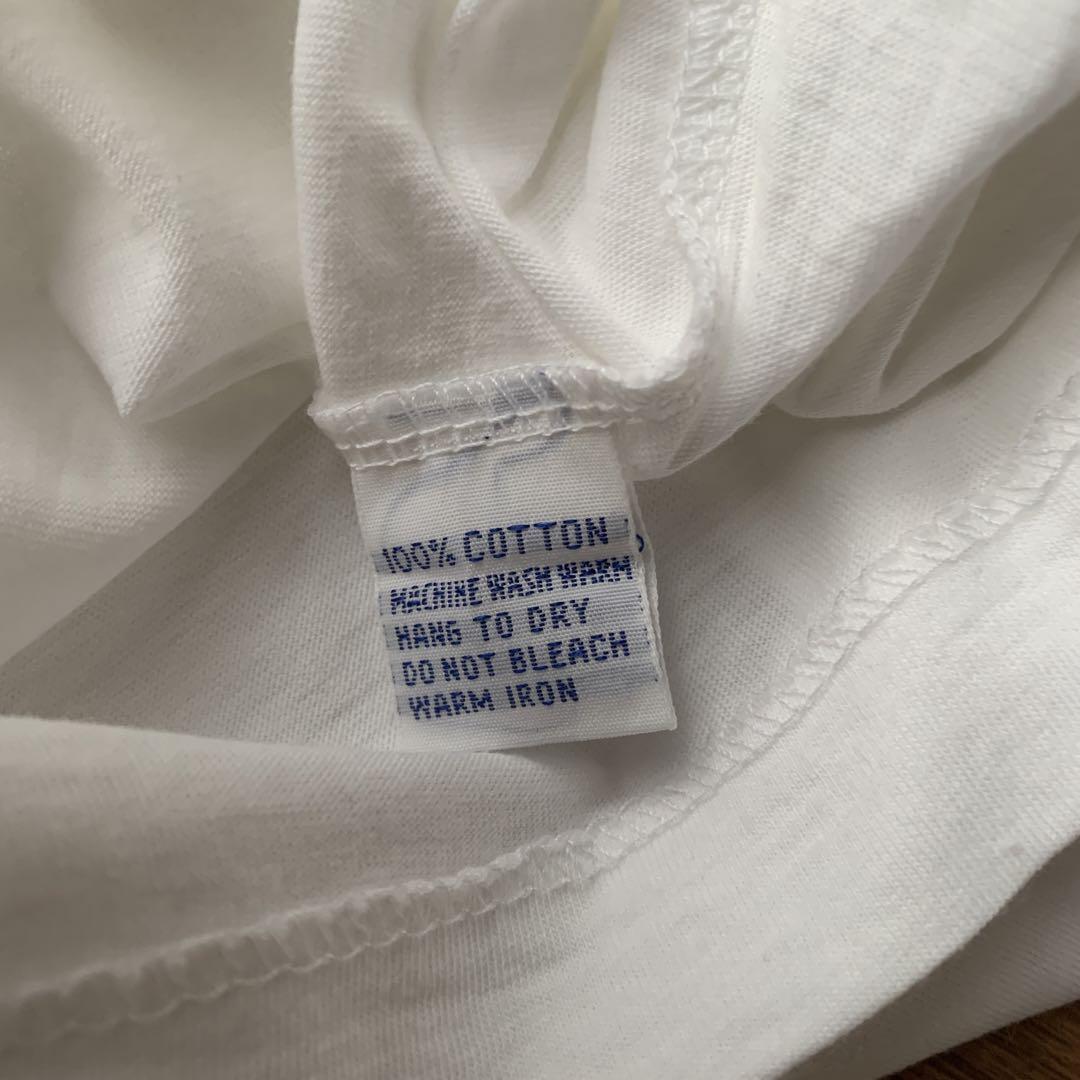 100% COTTON
MACHINE WASH WARM
HANG TO DRY
DO NOT BLEACH
WARM IRON